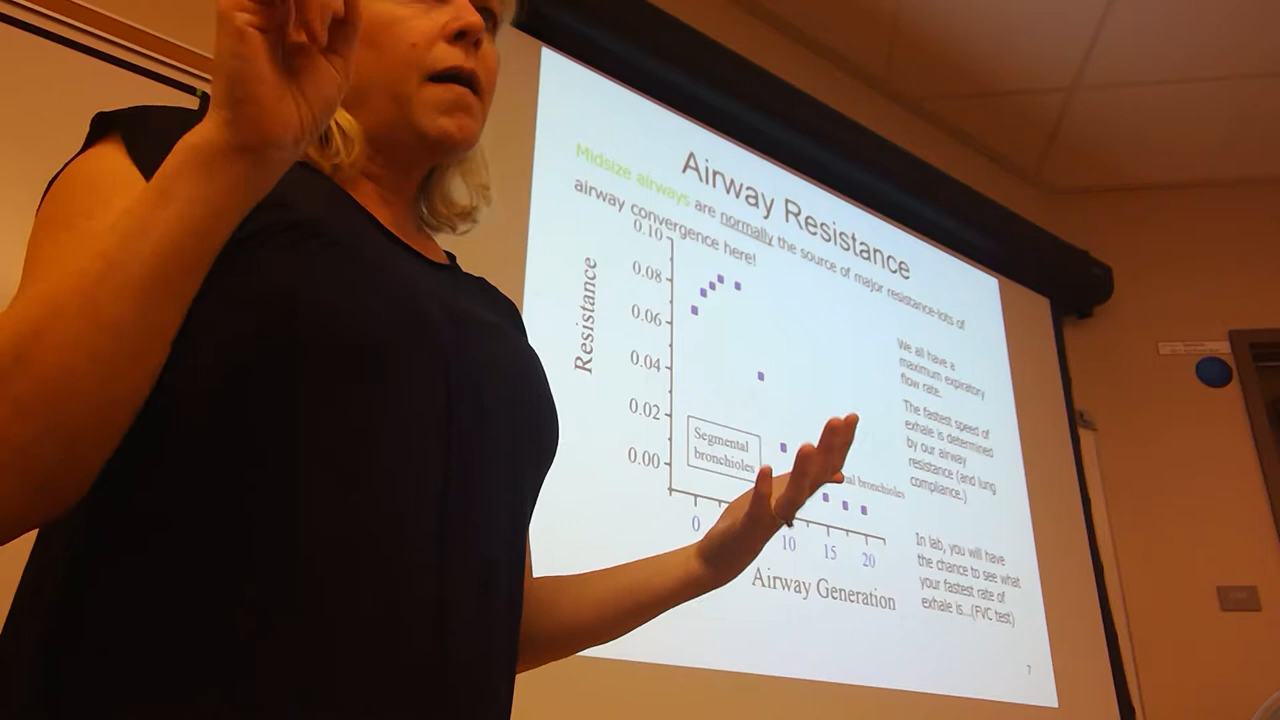 Airway Resistance
Midsize airways are normally the source of major resistance-lots of
airway convergence here!
Resistance
0.10
0.08
0.06
0.04
0.02
0.00
Segmental
bronchioles
bronchioles
0
10
15
20
Airway Generation
We all have a
maximum expiratory
flow rate.
The fastest speed of
exhale is determined
by our airway
resistance (and lung
compliance.)
In lab, you will have
the chance to see what
your fastest rate of
exhale is...(FVC test)
7